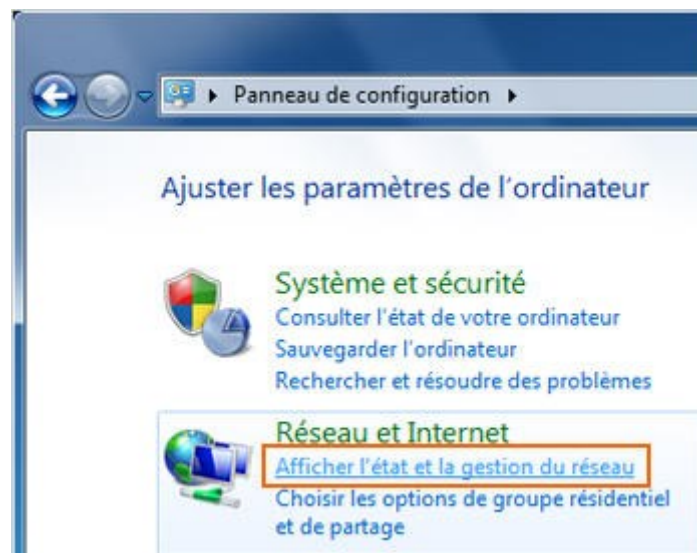 Panneau de configuration
Ajuster les paramètres de l'ordinateur
Système et sécurité
Consulter l'état de votre ordinateur
Sauvegarder l'ordinateur
Rechercher et résoudre des problèmes
Réseau et Internet
Afficher l'état et la gestion du réseau
Choisir les options de groupe résidentiel
et de partage